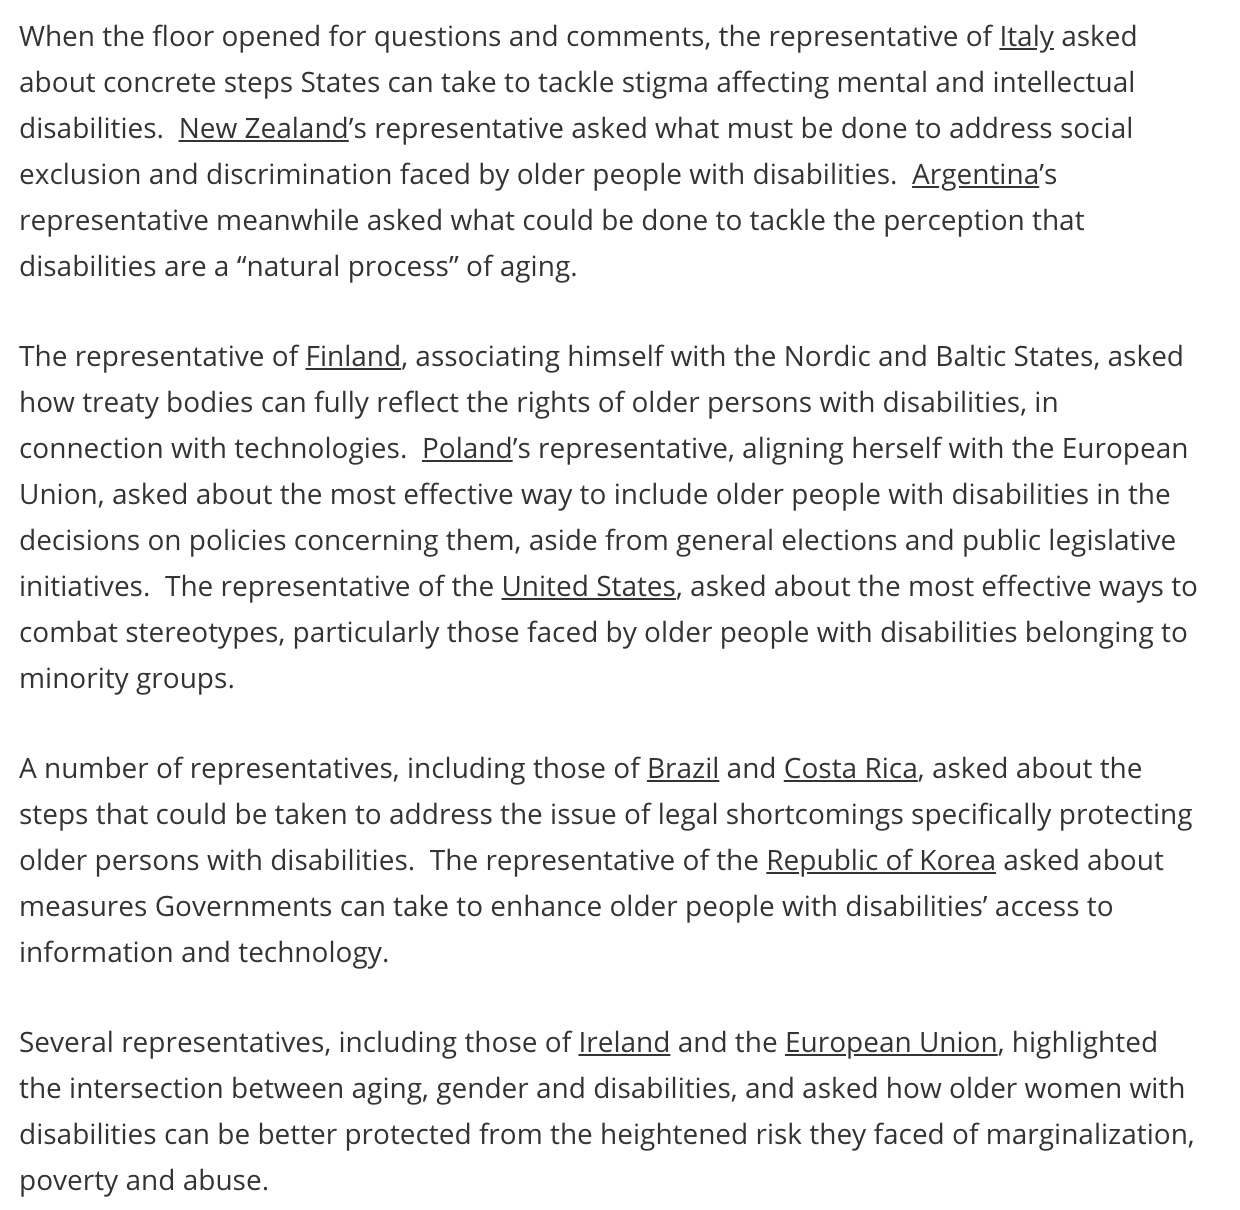 When the floor opened for questions and comments, the representative of Italy asked
about concrete steps States can take to tackle stigma affecting mental and intellectual
disabilities.  New Zealand’s representative asked what must be done to address social
exclusion and discrimination faced by older people with disabilities.  Argentina’s
representative meanwhile asked what could be done to tackle the perception that
disabilities are a “natural process” of aging.
The representative of Finland, associating himself with the Nordic and Baltic States, asked
how treaty bodies can fully reflect the rights of older persons with disabilities, in
connection with technologies.  Poland’s representative, aligning herself with the European
Union, asked about the most effective way to include older people with disabilities in the
decisions on policies concerning them, aside from general elections and public legislative
initiatives.  The representative of the United States, asked about the most effective ways to
combat stereotypes, particularly those faced by older people with disabilities belonging to
minority groups.
A number of representatives, including those of Brazil and Costa Rica, asked about the
steps that could be taken to address the issue of legal shortcomings specifically protecting
older persons with disabilities.  The representative of the Republic of Korea asked about
measures Governments can take to enhance older people with disabilities’ access to
information and technology.
Several representatives, including those of Ireland and the European Union, highlighted
the intersection between aging, gender and disabilities, and asked how older women with
disabilities can be better protected from the heightened risk they faced of marginalization,
poverty and abuse.